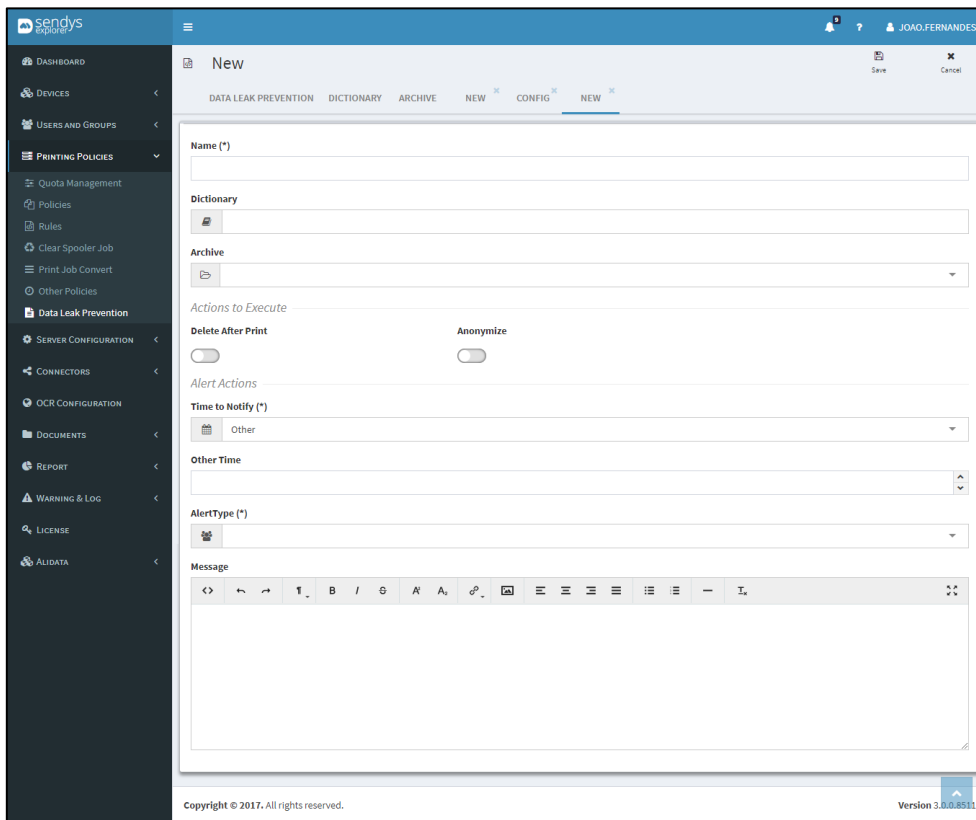 sendys
explorer
9
?
JOAO.FERNANDES
DASHBOARD
DEVICES
USERS AND GROUPS
PRINTING POLICIES
Quota Management
Policies
Rules
Clear Spooler Job
Print Job Convert
Other Policies
Data Leak Prevention
SERVER CONFIGURATION
CONNECTORS
OCR CONFIGURATION
DOCUMENTS
REPORT
WARNING & LOG
LICENSE
ALIDATA
New
Save
Cancel
DATA LEAK PREVENTION DICTIONARY ARCHIVE NEW CONFIG NEW
Name (*)
Dictionary
Archive
Actions to Execute
Delete After Print Anonymize
Alert Actions
Time to Notify (*)
Other
Other Time
AlertType (*)
Message
Copyright © 2017. All rights reserved.
Version 3.0.0.8511